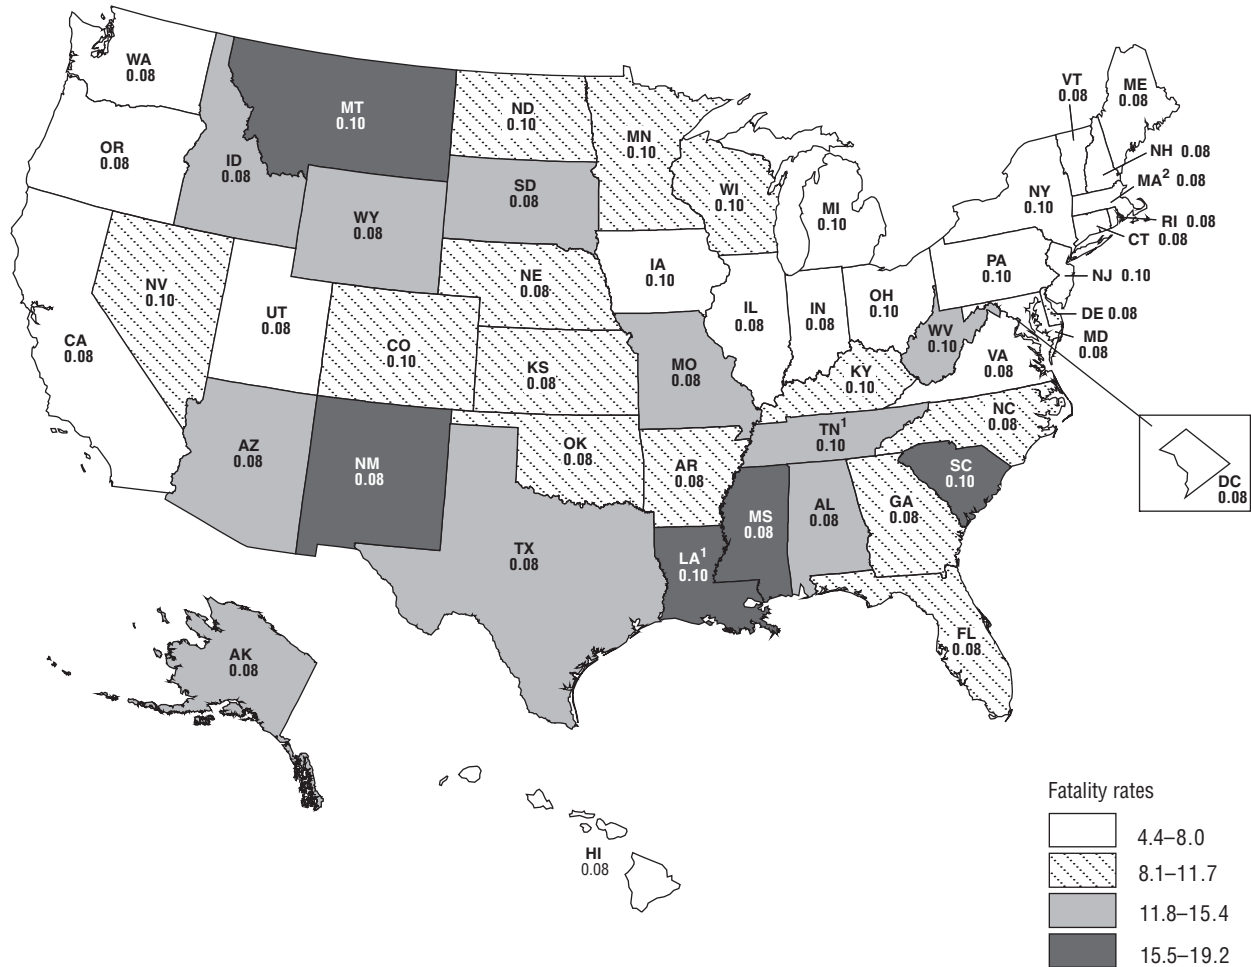 WA
0.08
MT
0.10
ND
0.10
MN
0.10
VT
0.08
ME
0.08
OR
0.08
ID
0.08
SD
0.08
WI
0.10
MI
0.10
NY
0.10
NH 0.08
MA² 0.08
RI 0.08
CT 0.08
WY
0.08
NV
0.10
UT
0.08
CO
0.10
NE
0.08
IA
0.10
IL
0.08
IN
0.08
OH
0.10
PA
0.10
NJ 0.10
DE 0.08
MD
0.08
WV
0.10
VA
0.08
CA
0.08
KS
0.08
MO
0.08
KY
0.10
NC
0.08
TN¹
0.10
AZ
0.08
NM
0.08
OK
0.08
AR
0.08
SC
0.10
DC
0.08
MS
0.08
AL
0.08
GA
0.08
TX
0.08
LA¹
0.10
FL
0.08
AK
0.08
HI
0.08
Fatality rates
4.4–8.0
8.1–11.7
11.8–15.4
15.5–19.2